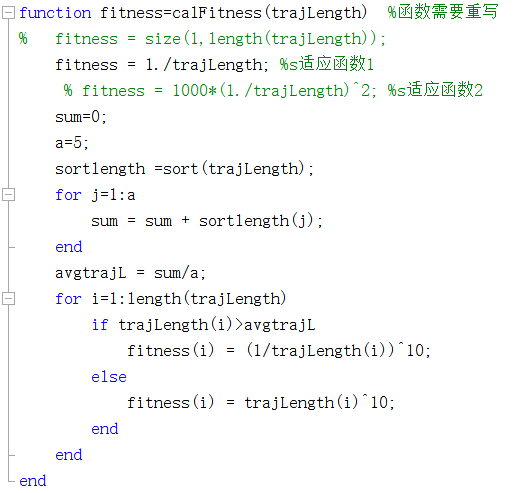 function fitness=calFitness(trajLength)  %函数需要重写
%   fitness = size(1,length(trajLength));
    fitness = 1./trajLength; %s适应函数1
     % fitness = 1000*(1./trajLength)^2; %s适应函数2
    sum=0;
    a=5;
    sortlength =sort(trajLength);
    for j=1:a
        sum = sum + sortlength(j);
    end
    avgtrajL = sum/a;
    for i=1:length(trajLength)
        if trajLength(i)>avgtrajL
            fitness(i) = (1/trajLength(i))^10;
        else
            fitness(i) = trajLength(i)^10;
        end
    end
end